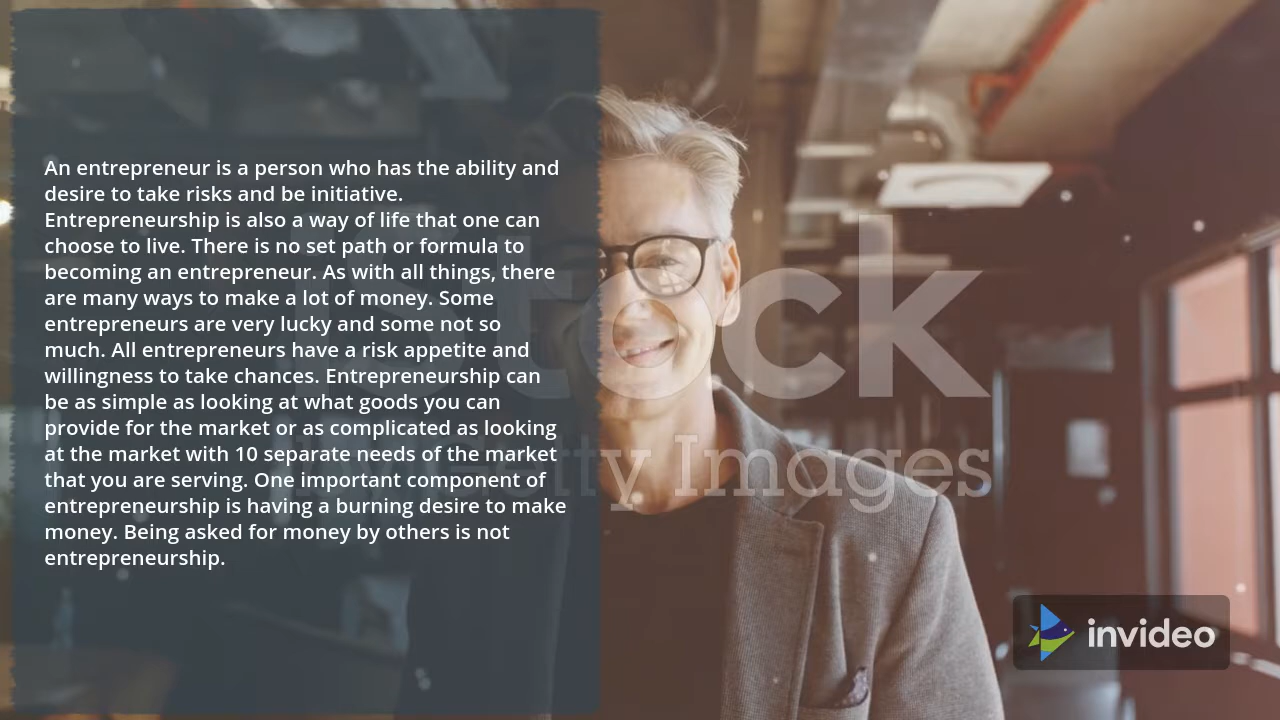 An entrepreneur is a person who has the ability and
desire to take risks and be initiative.
Entrepreneurship is also a way of life that one can
choose to live. There is no set path or formula to
becoming an entrepreneur. As with all things, there
are many ways to make a lot of money. Some
entrepreneurs are very lucky and some not so
much. All entrepreneurs have a risk appetite and
willingness to take chances. Entrepreneurship can
be as simple as looking at what goods you can
provide for the market or as complicated as looking
at the market with 10 separate needs of the market
that you are serving. One important component of
entrepreneurship is having a burning desire to make
money. Being asked for money by others is not
entrepreneurship.
iStock
by Getty Images
invideo